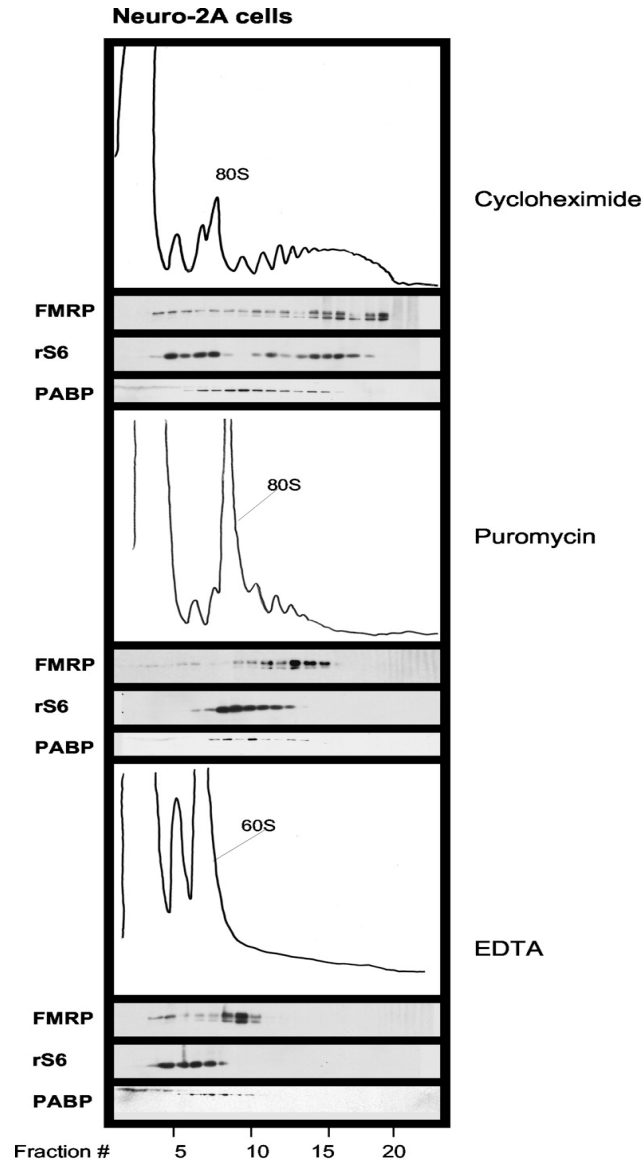 Neuro-2A cells
80S
Cycloheximide
FMRP
rS6
PABP
80S
Puromycin
FMRP
rS6
PABP
60S
EDTA
FMRP
rS6
PABP
Fraction # 5 10 15 20